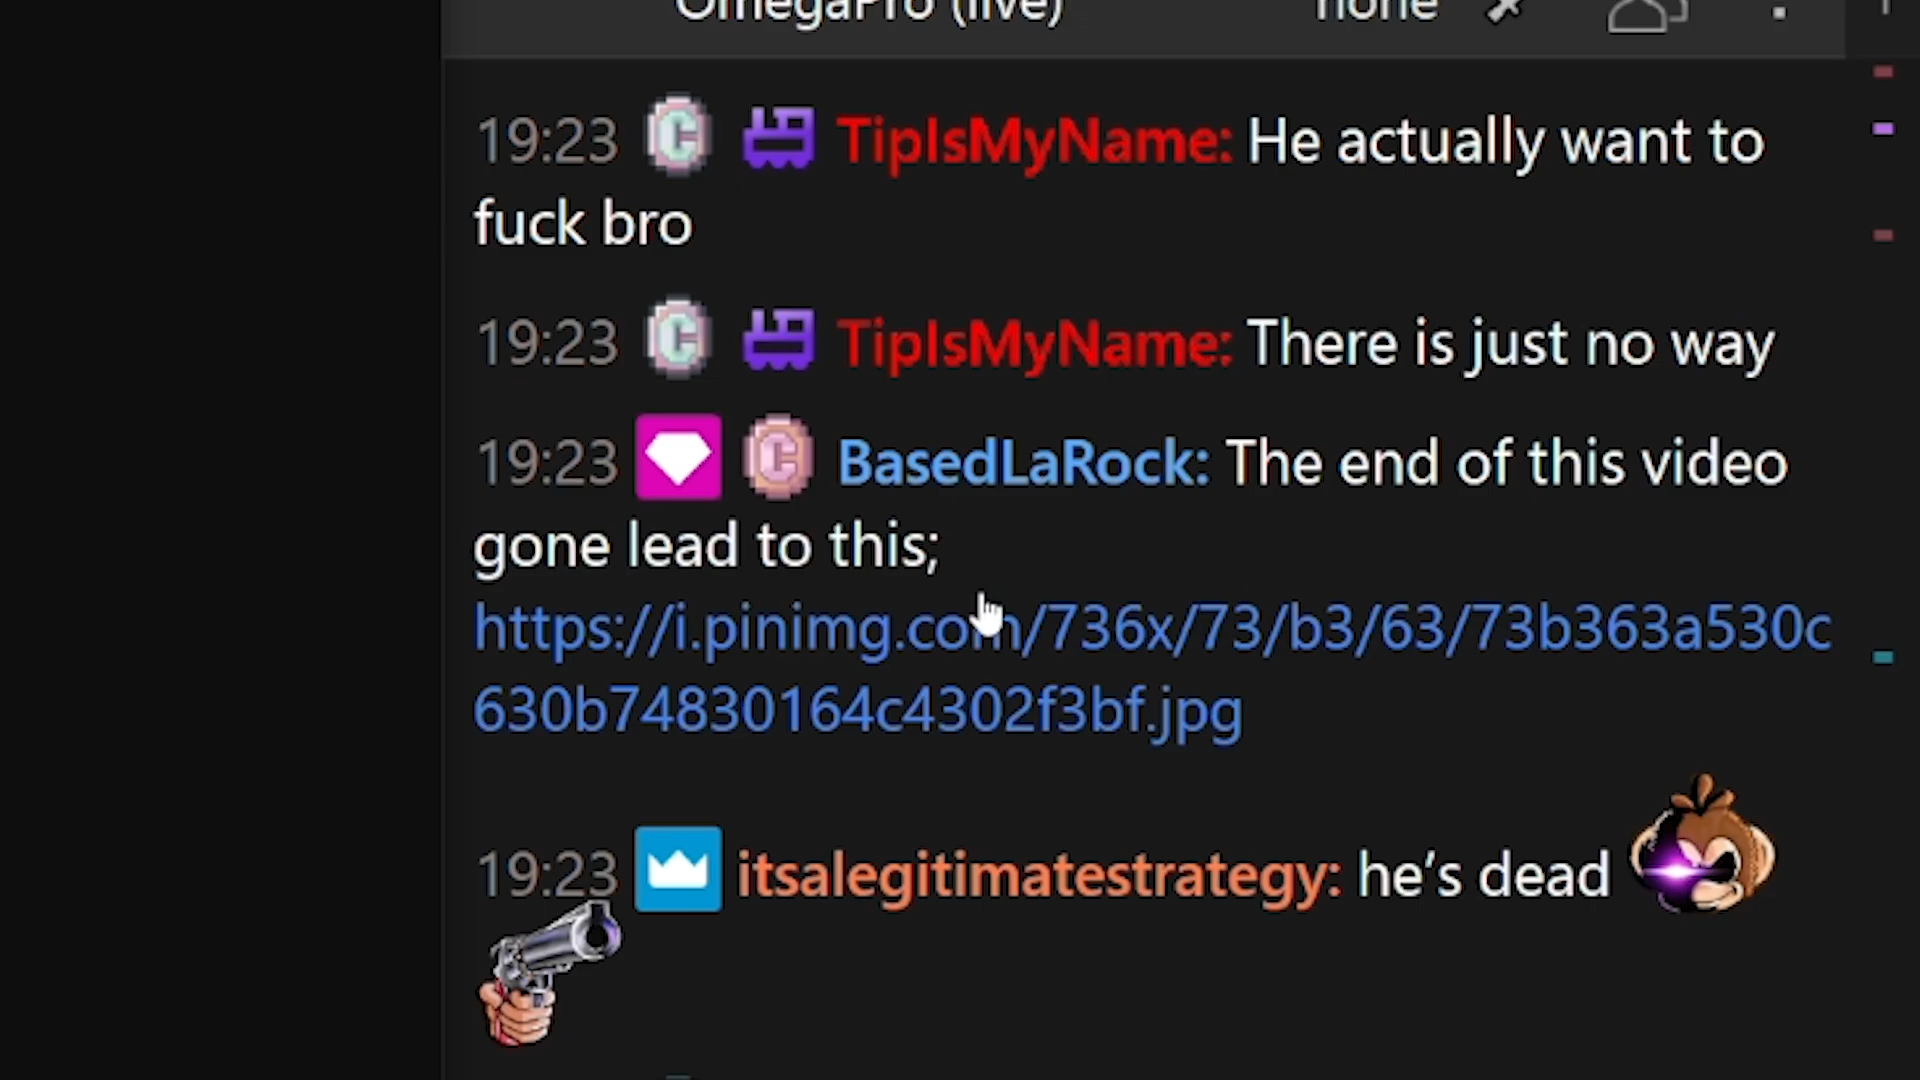 OmegaPro (live) none
19:23 TipIsMyName: He actually want to
fuck bro
19:23 TipIsMyName: There is just no way
19:23 BasedLaRock: The end of this video
gone lead to this;
https://i.pinimg.com/736x/73/b3/63/73b363a530c
630b74830164c4302f3bf.jpg
19:23 itsalegitimatestrategy: he's dead